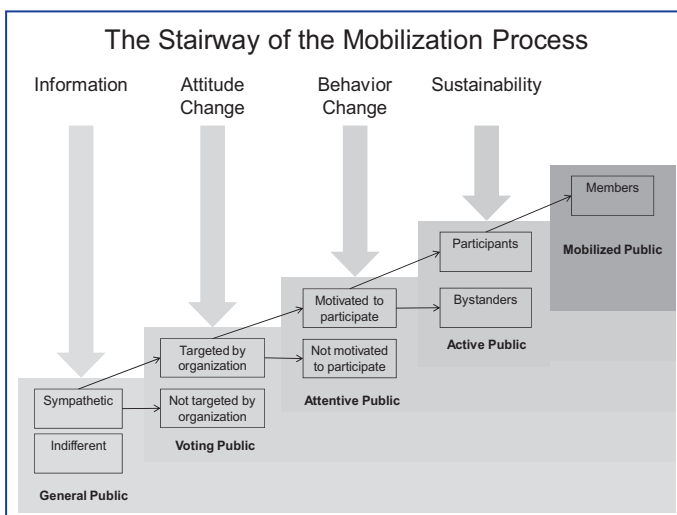 The Stairway of the Mobilization Process
Information
Attitude
Change
Behavior
Change
Sustainability
Members
Mobilized Public
Participants
Bystanders
Active Public
Motivated to
participate
Not motivated
to participate
Attentive Public
Targeted by
organization
Not targeted by
organization
Voting Public
Sympathetic
Indifferent
General Public